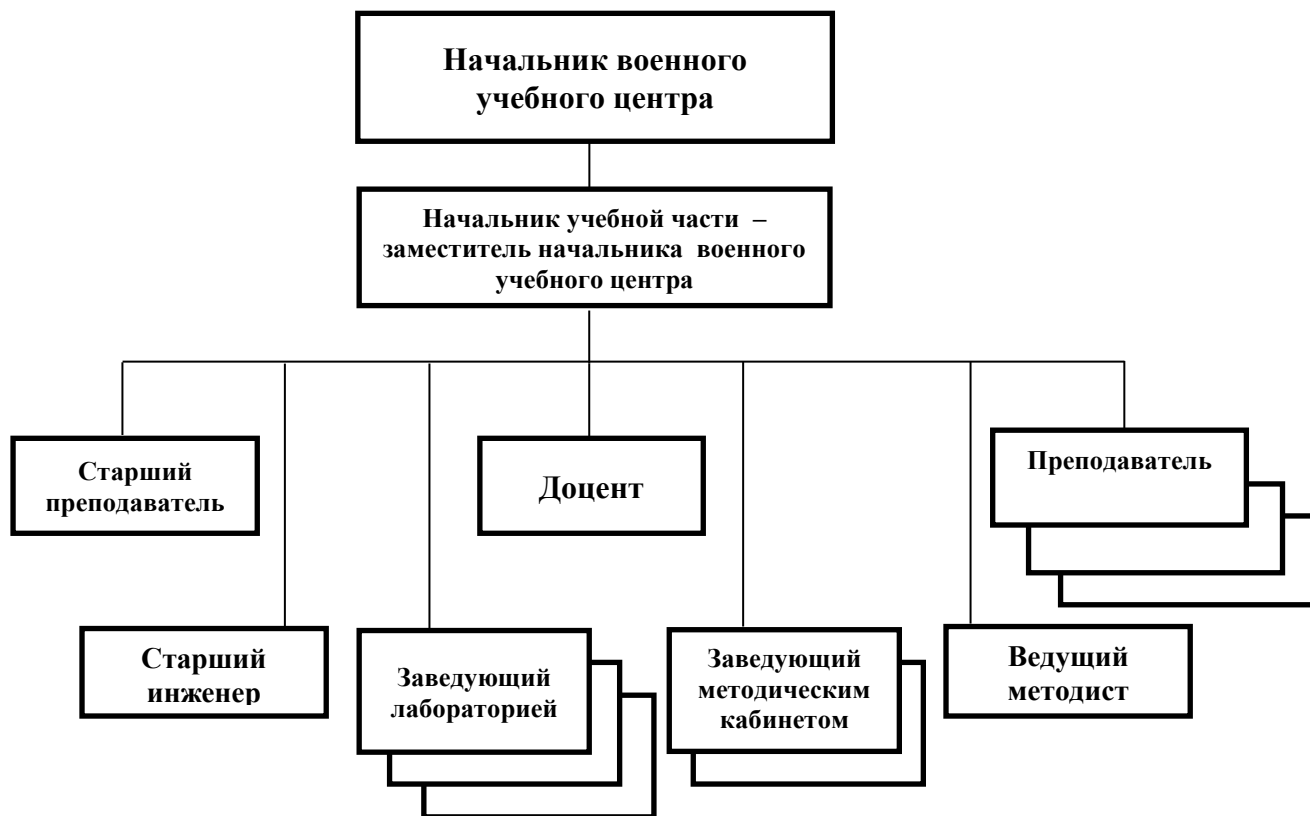 Начальник военного
учебного центра
Начальник учебной части –
заместитель начальника военного
учебного центра
Старший
преподаватель
Доцент
Преподаватель
Старший
инженер
Заведующий
лабораторией
Заведующий
методическим
кабинетом
Ведущий
методист